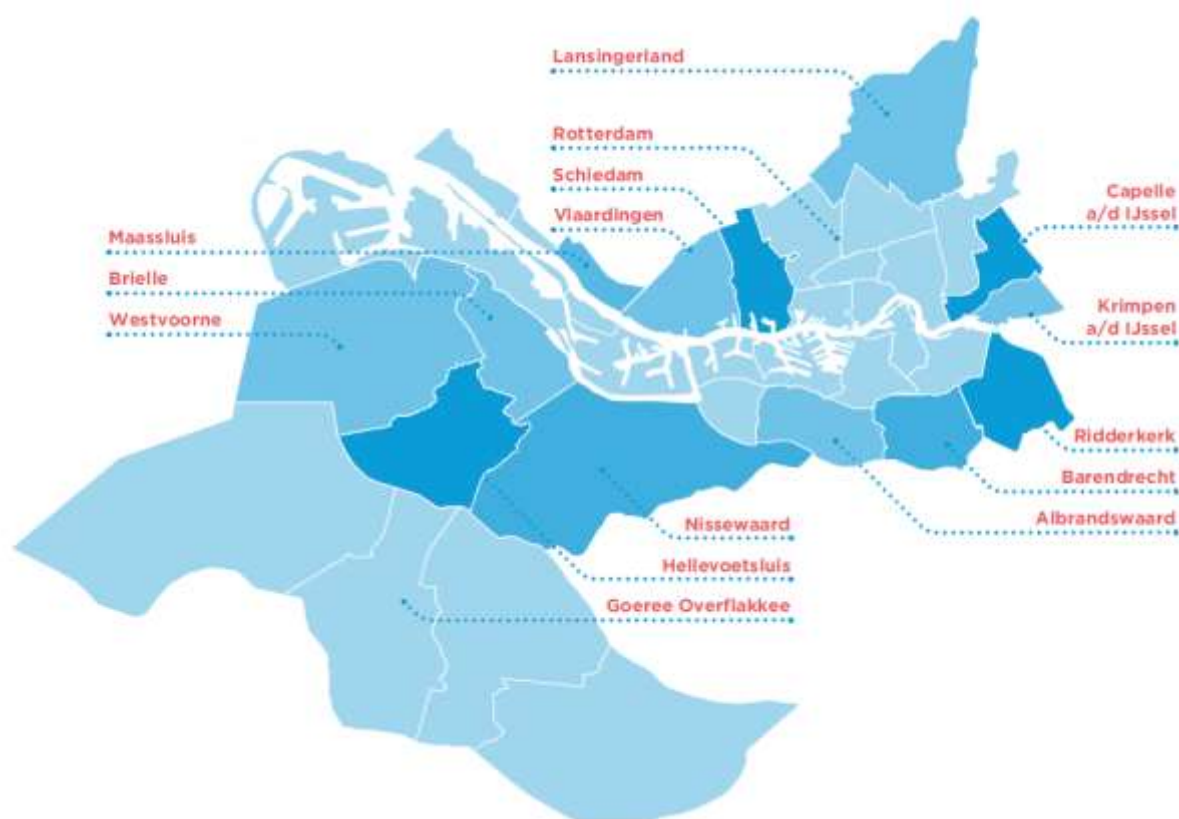 Lansingerland
Rotterdam
Schiedam
Vlaardingen
Maassluis
Brielle
Westvoorne
Capelle
a/d IJssel
Krimpen
a/d IJssel
Ridderkerk
Barendrecht
Albrandswaard
Nissewaard
Hellevoetsluis
Goeree Overflakkee